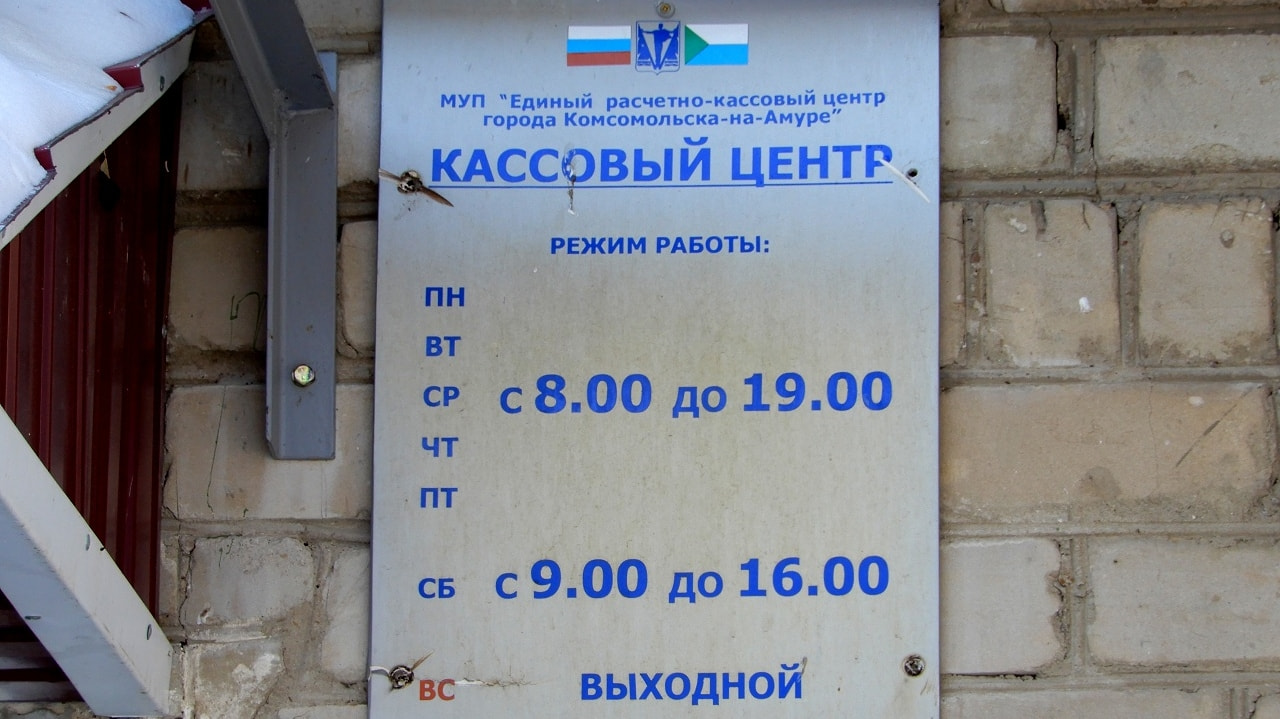 МУП “Единый расчетно-кассовый центр
города Комсомольска-на-Амуре”
КАССОВЫЙ ЦЕНТР
РЕЖИМ РАБОТЫ:
ПН
ВТ
СР с 8.00 до 19.00
ЧТ
ПТ
СБ с 9.00 до 16.00
ВС ВЫХОДНОЙ